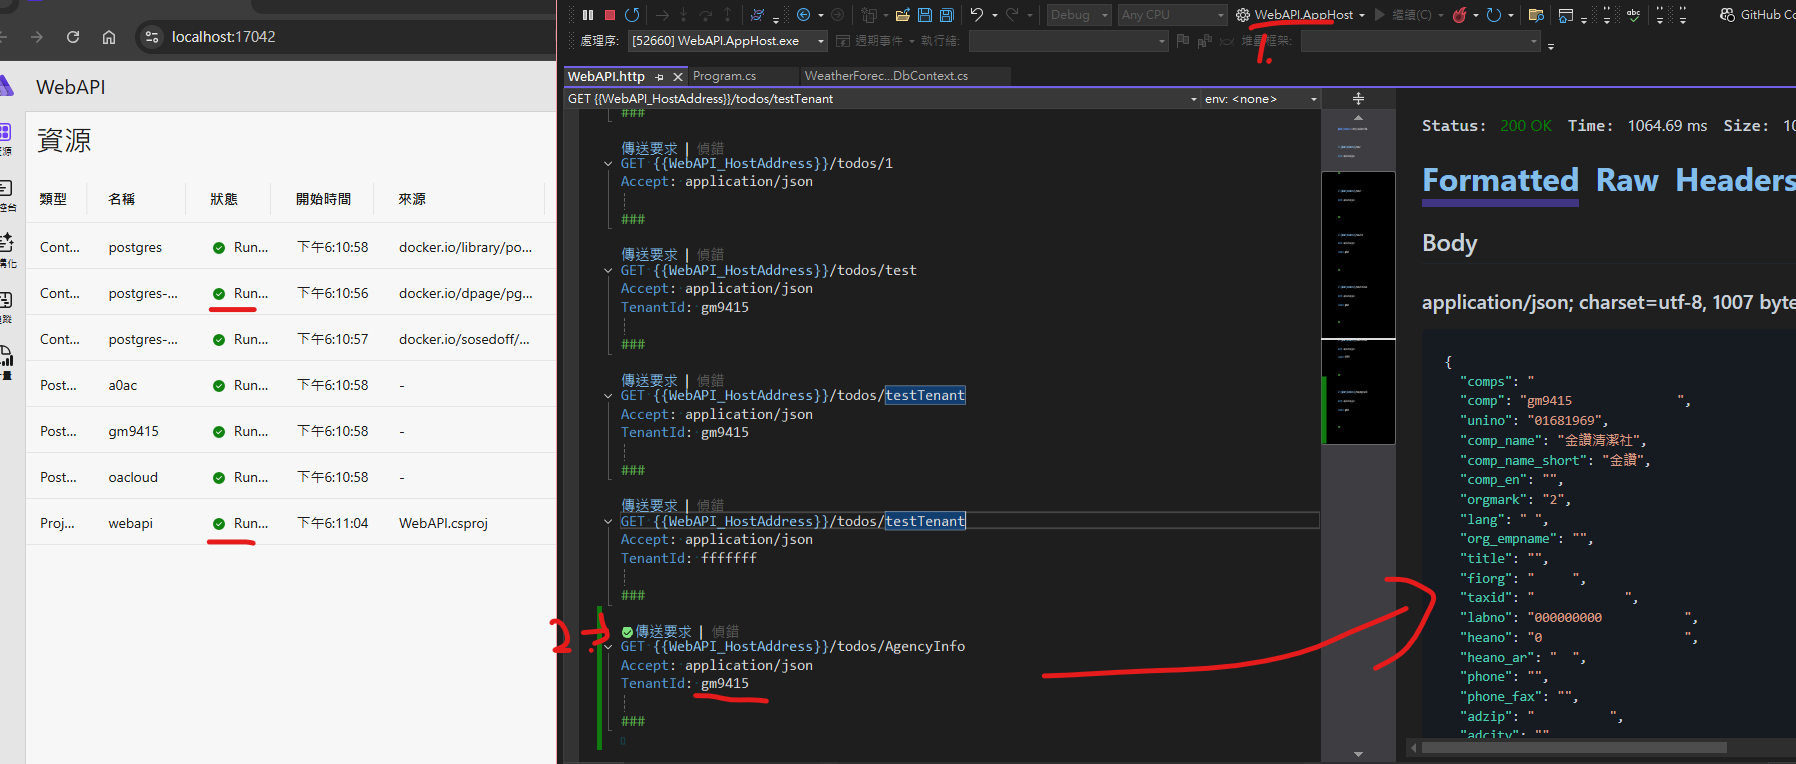 localhost:17042
WebAPI
資源
類型 名稱 狀態 開始時間 來源
Cont... postgres Run... 下午6:10:58 docker.io/library/po...
Cont... postgres-... Run... 下午6:10:56 docker.io/dpage/pg...
Cont... postgres-... Run... 下午6:10:57 docker.io/sosedoff/...
Post... a0ac Run... 下午6:10:58 -
Post... gm9415 Run... 下午6:10:58 -
Post... oacloud Run... 下午6:10:58 -
Proj... webapi Run... 下午6:11:04 WebAPI.csproj
Debug Any CPU WebAPI.AppHost 繼續(C) GitHub Co
處理序: [52660] WebAPI.AppHost.exe 週期事件 執行緒: 堆疊框架:
1.
WebAPI.http Program.cs WeatherForec...DbContext.cs
GET {{WebAPI_HostAddress}}/todos/testTenant env: <none>
###
傳送要求 | 偵錯
GET {{WebAPI_HostAddress}}/todos/1
Accept: application/json
###
傳送要求 | 偵錯
GET {{WebAPI_HostAddress}}/todos/test
Accept: application/json
TenantId: gm9415
###
傳送要求 | 偵錯
GET {{WebAPI_HostAddress}}/todos/testTenant
Accept: application/json
TenantId: gm9415
###
傳送要求 | 偵錯
GET {{WebAPI_HostAddress}}/todos/testTenant
Accept: application/json
TenantId: fffffff
###
2.
傳送要求 | 偵錯
GET {{WebAPI_HostAddress}}/todos/AgencyInfo
Accept: application/json
TenantId: gm9415
###
Status: 200 OK Time: 1064.69 ms Size: 10
Formatted Raw Headers
Body
application/json; charset=utf-8, 1007 byte
{
"comps": "
"comp": "gm9415 ",
"unino": "01681969",
"comp_name": "金讚清潔社",
"comp_name_short": "金讚",
"comp_en": "",
"orgmark": "2",
"lang": " ",
"org_empname": "",
"title": "",
"fiorg": " ",
"taxid": " ",
"labno": "000000000 ",
"heano": "0 ",
"heano_ar": " ",
"phone": "",
"phone_fax": "",
"adzip": " ",
"adcity": ""